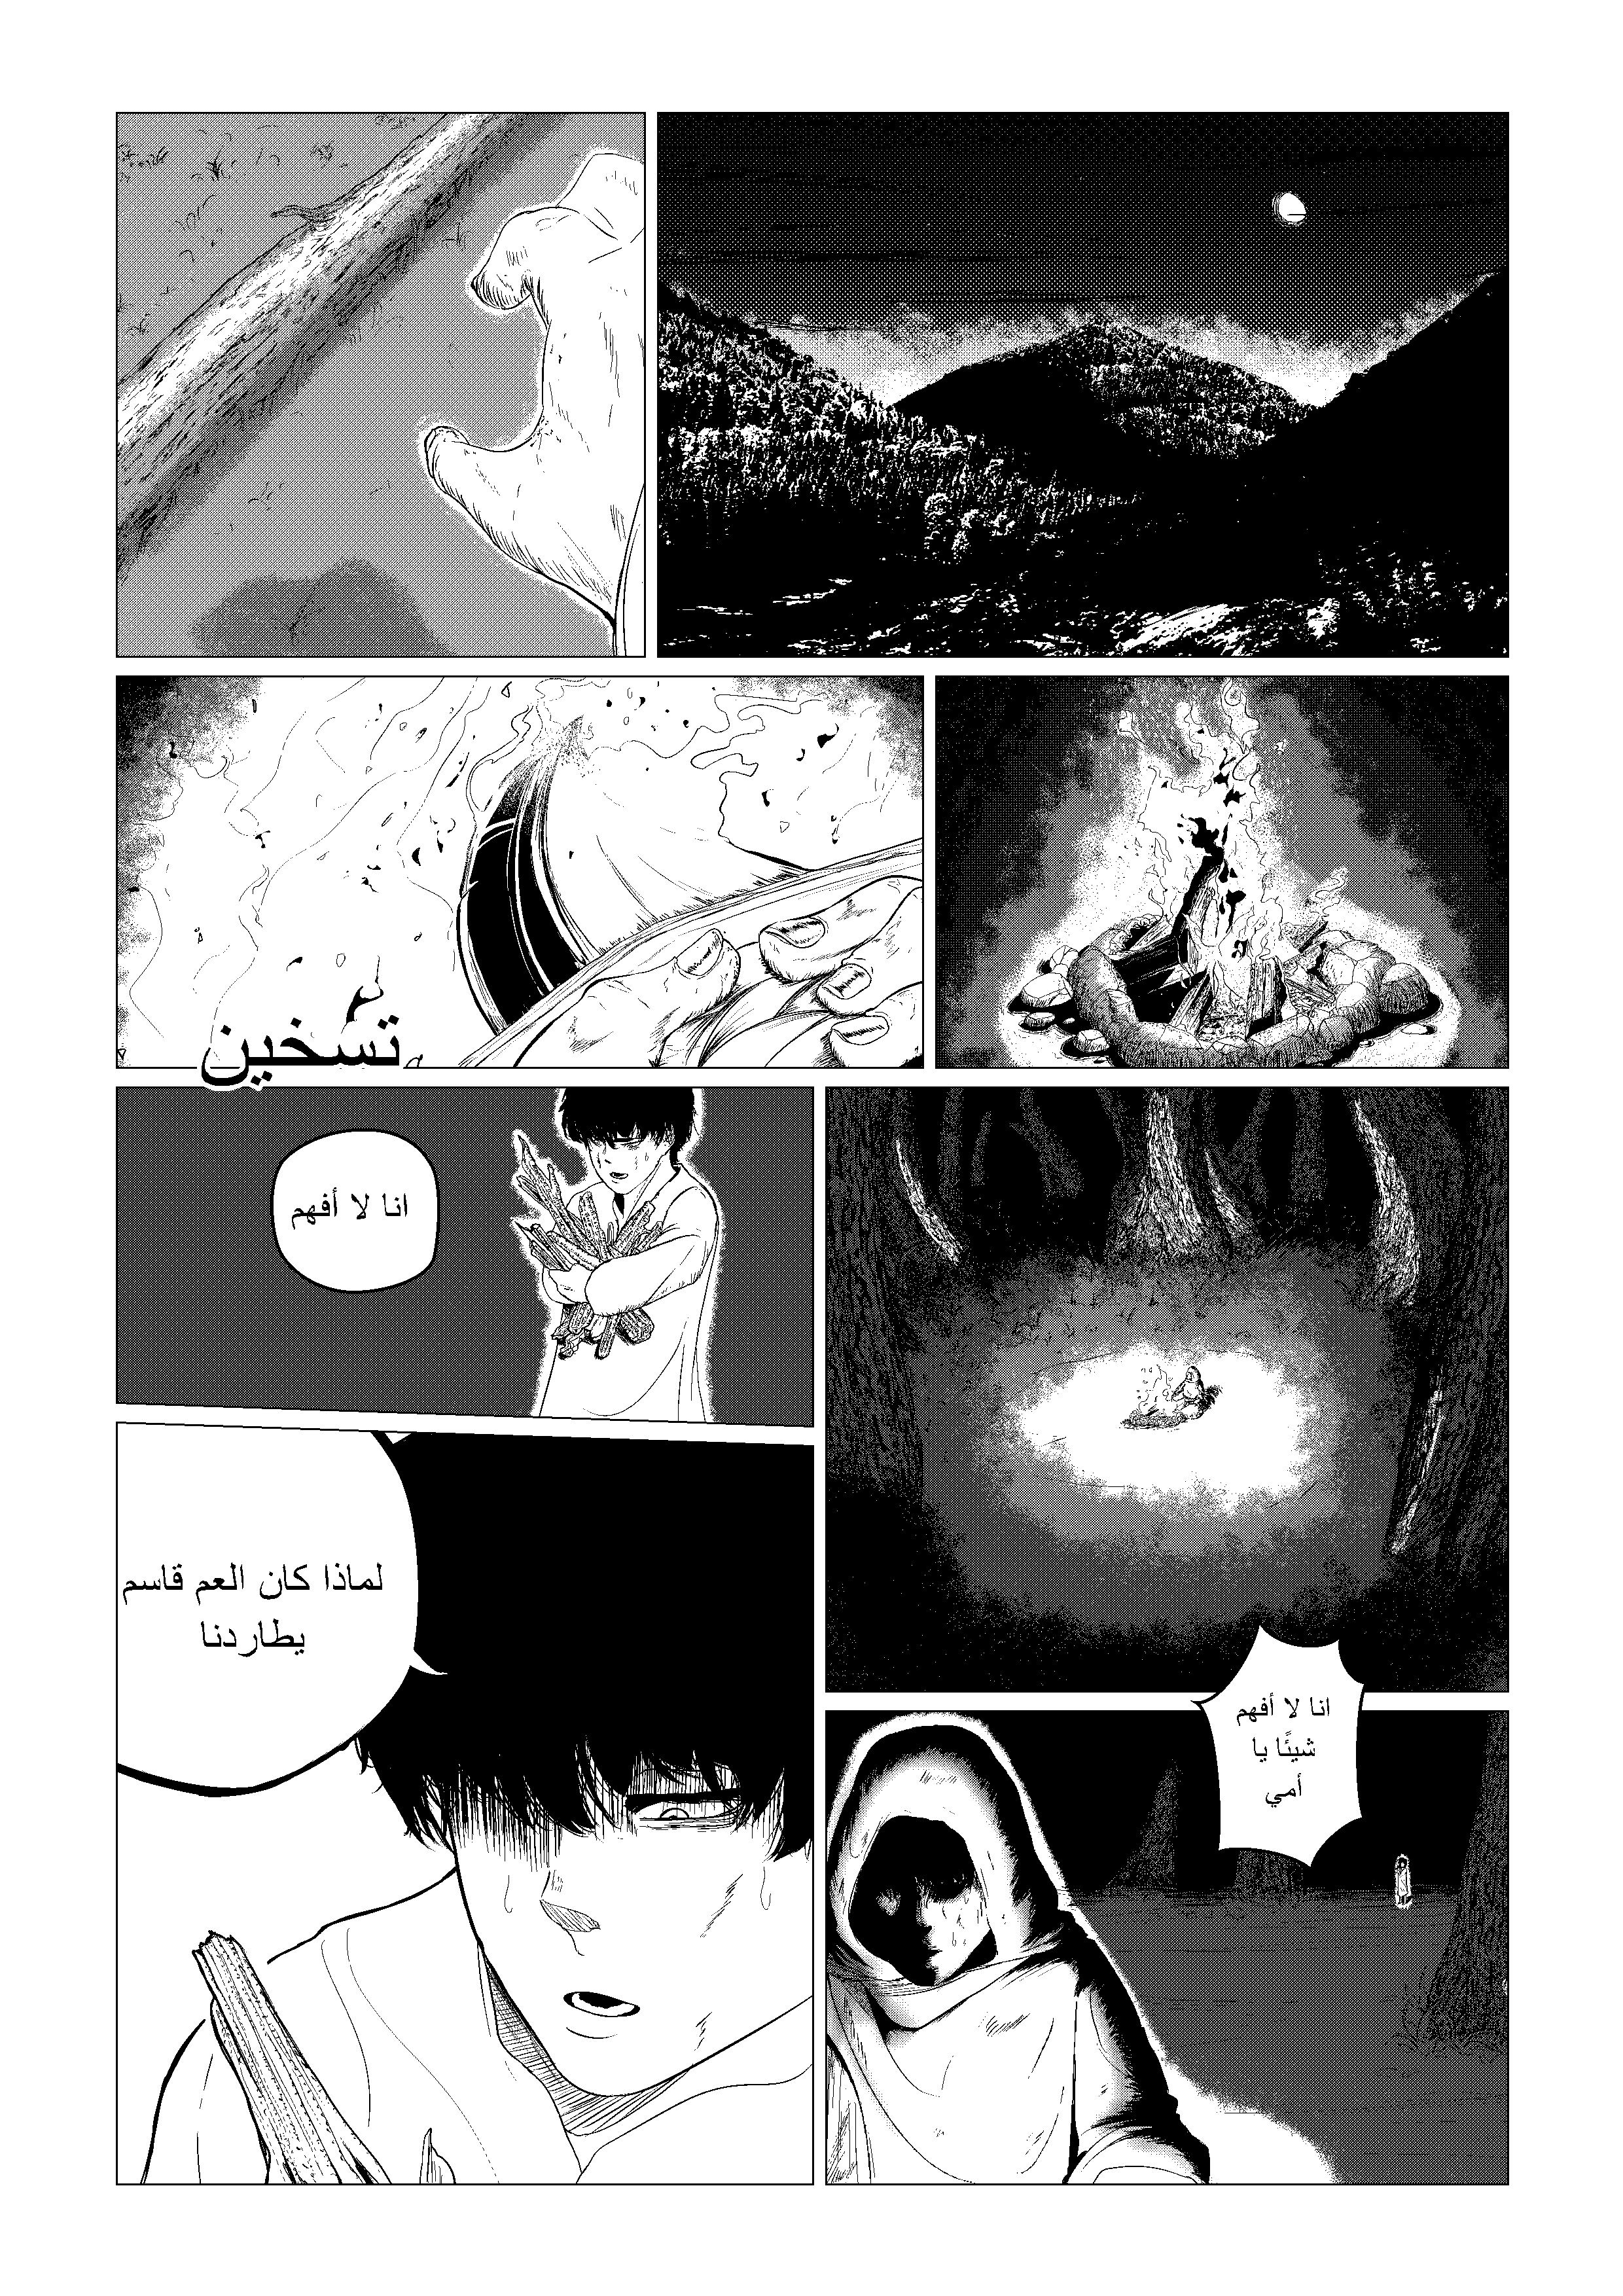 تسخين
انا لا أفهم
شيئًا يا
أمي
انا لا أفهم
لماذا كان العم قاسم
يطاردنا